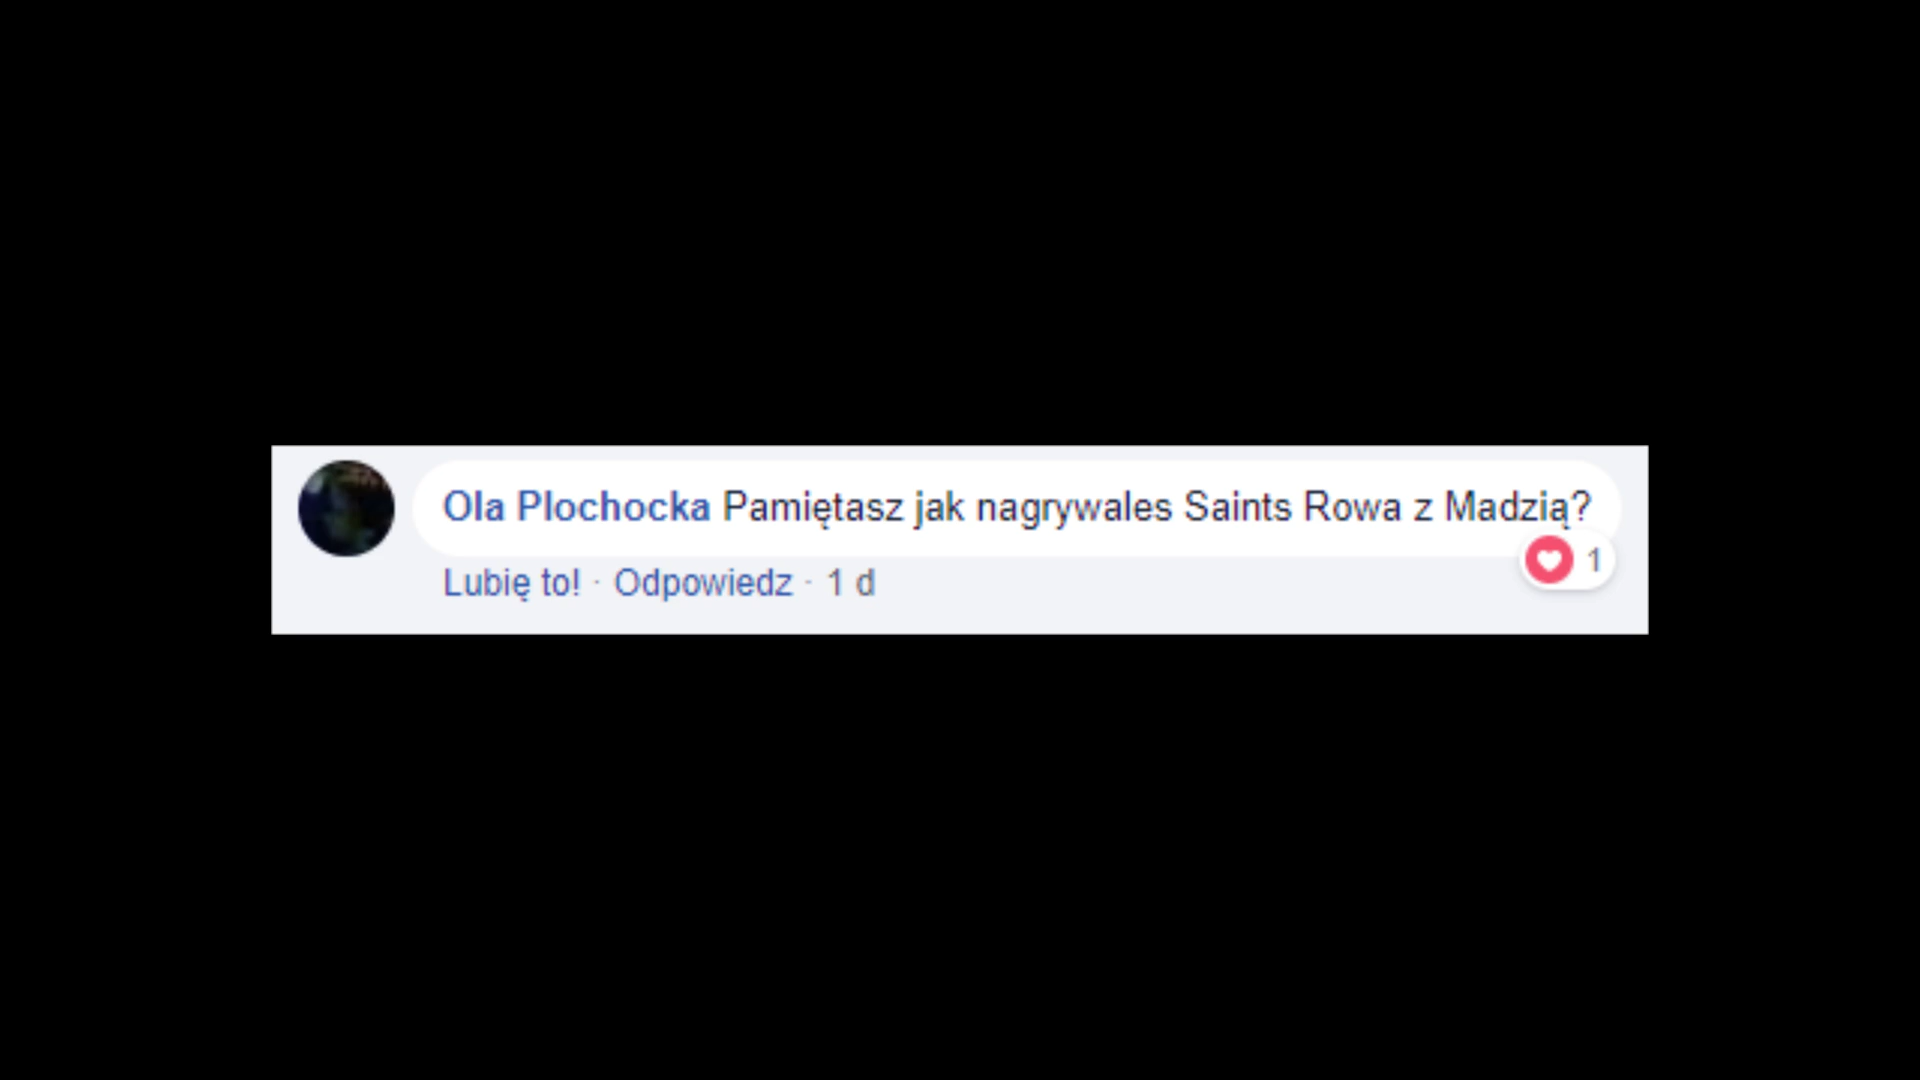 Ola Plochocka Pamiętasz jak nagrywales Saints Rowa z Madzią?
1
Lubię to! · Odpowiedz · 1 d